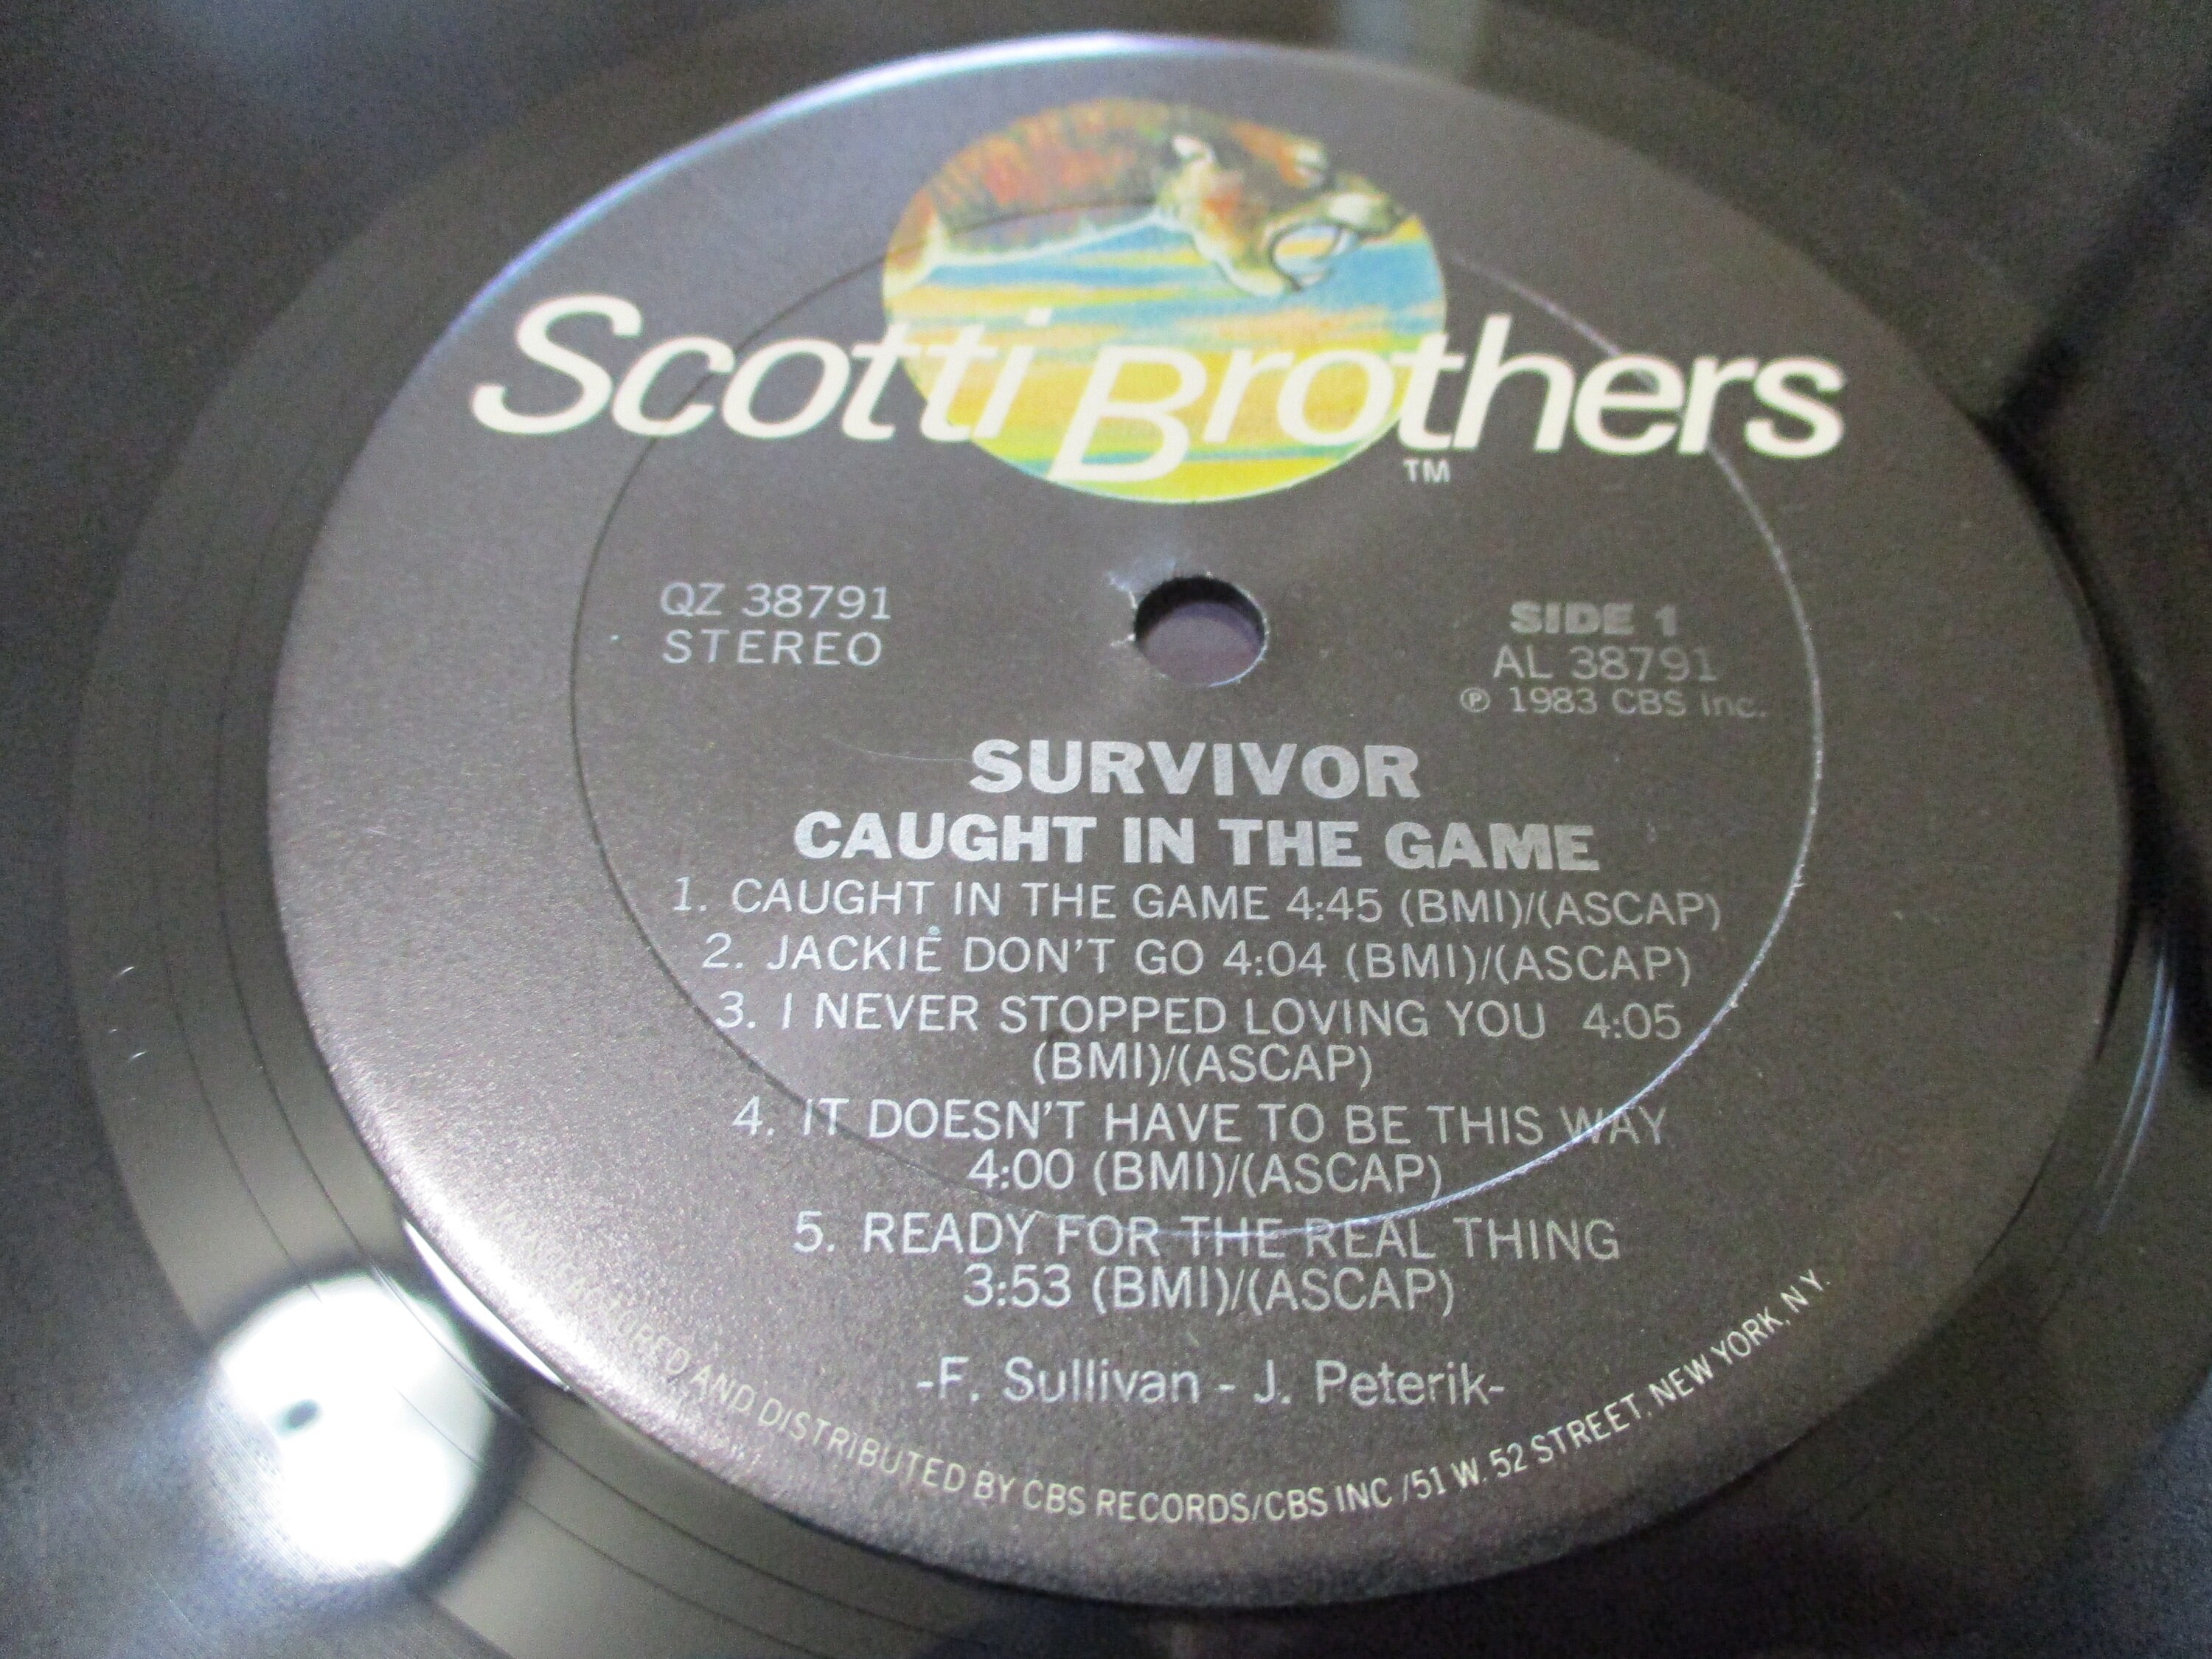 Scotti Brothers
TM
QZ 38791
STEREO
SIDE 1
AL 38791
℗ 1983 CBS Inc.
SURVIVOR
CAUGHT IN THE GAME
1. CAUGHT IN THE GAME 4:45 (BMI)/(ASCAP)
2. JACKIE DON'T GO 4:04 (BMI)/(ASCAP)
3. I NEVER STOPPED LOVING YOU 4:05
(BMI)/(ASCAP)
4. IT DOESN'T HAVE TO BE THIS WAY
4:00 (BMI)/(ASCAP)
5. READY FOR THE REAL THING
3:53 (BMI)/(ASCAP)
-F. Sullivan - J. Peterik-
AND DISTRIBUTED BY CBS RECORDS/CBS INC /51 W. 52 STREET, NEW YORK, N.Y.